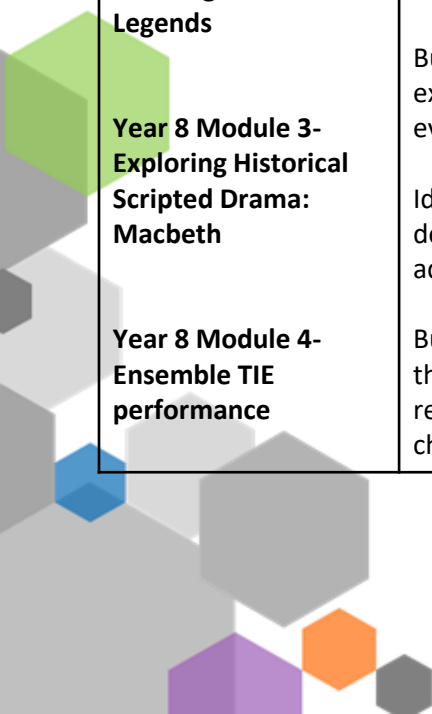 Legends
Year 8 Module 3-
Exploring Historical
Scripted Drama:
Macbeth
Year 8 Module 4-
Ensemble TIE
performance